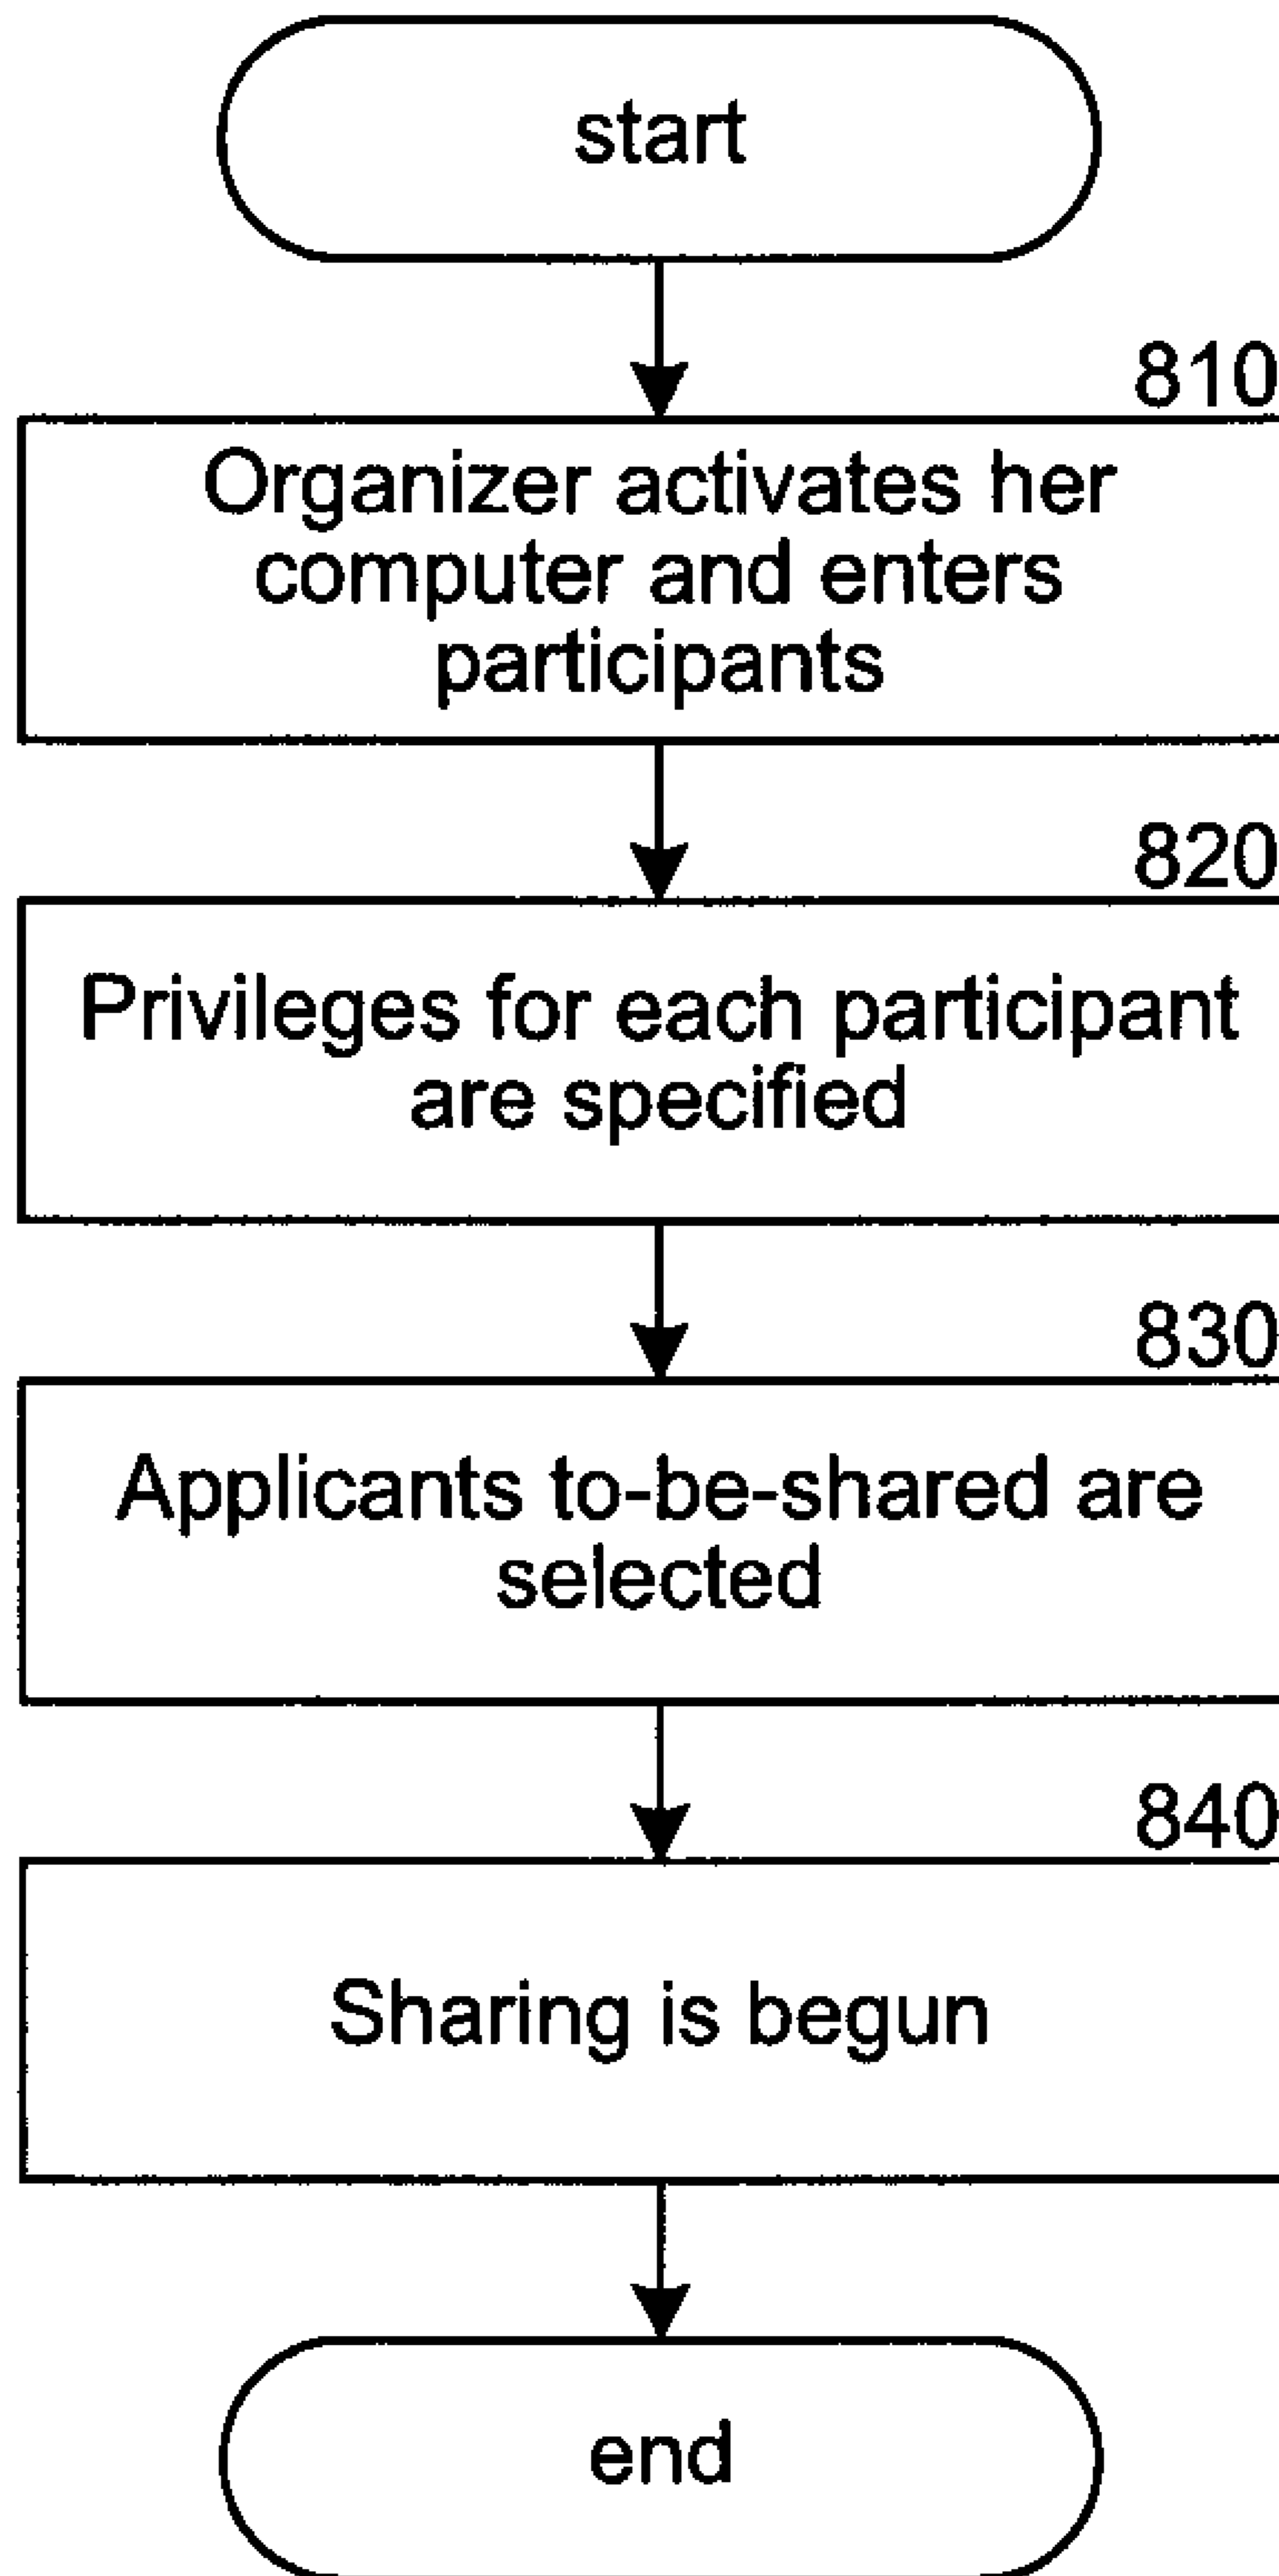 start
810
Organizer activates her
computer and enters
participants
820
Privileges for each participant
are specified
830
Applicants to-be-shared are
selected
840
Sharing is begun
end